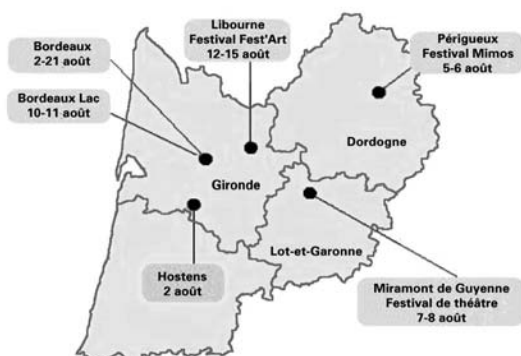 Libourne
Festival Fest'Art
12-15 août
Bordeaux
2-21 août
Périgueux
Festival Mimos
5-6 août
Bordeaux Lac
10-11 août
Dordogne
Gironde
Lot-et-Garonne
Hostens
2 août
Miramont de Guyenne
Festival de théâtre
7-8 août